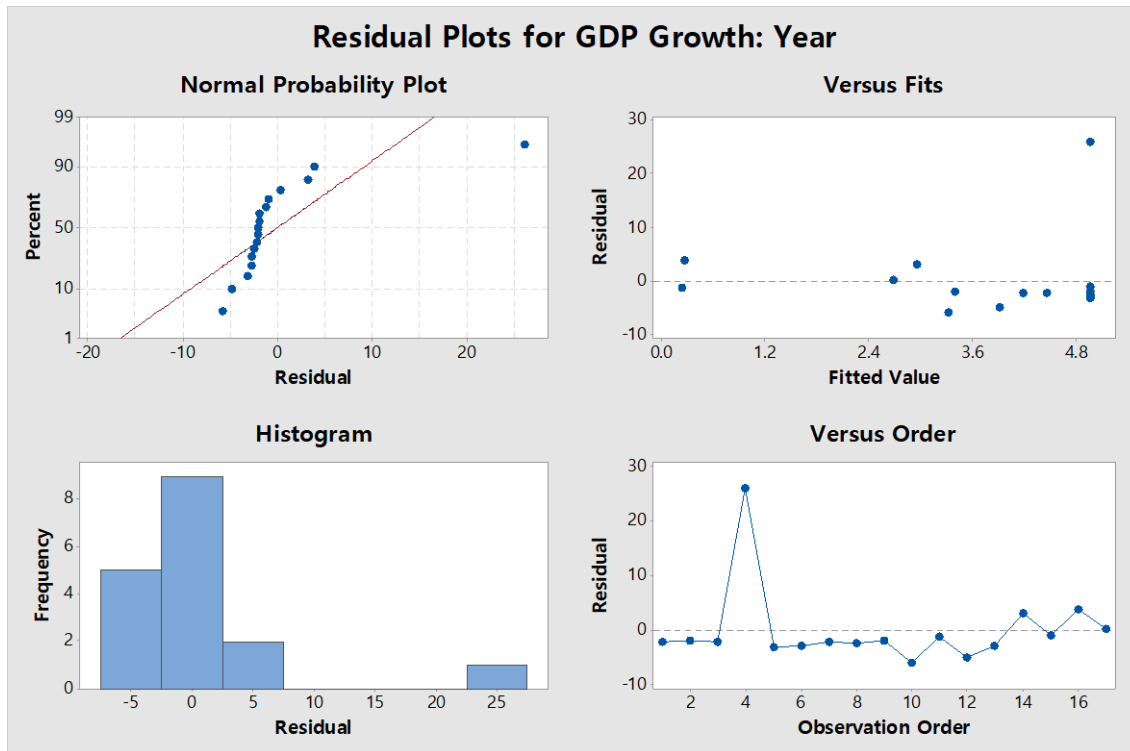 Residual Plots for GDP Growth: Year
Normal Probability Plot
99
90
50
10
1
Percent
-20 -10 0 10 20
Residual
Versus Fits
30
20
10
0
-10
Residual
0.0 1.2 2.4 3.6 4.8
Fitted Value
Histogram
8
6
4
2
0
Frequency
-5 0 5 10 15 20 25
Residual
Versus Order
30
20
10
0
-10
Residual
2 4 6 8 10 12 14 16
Observation Order